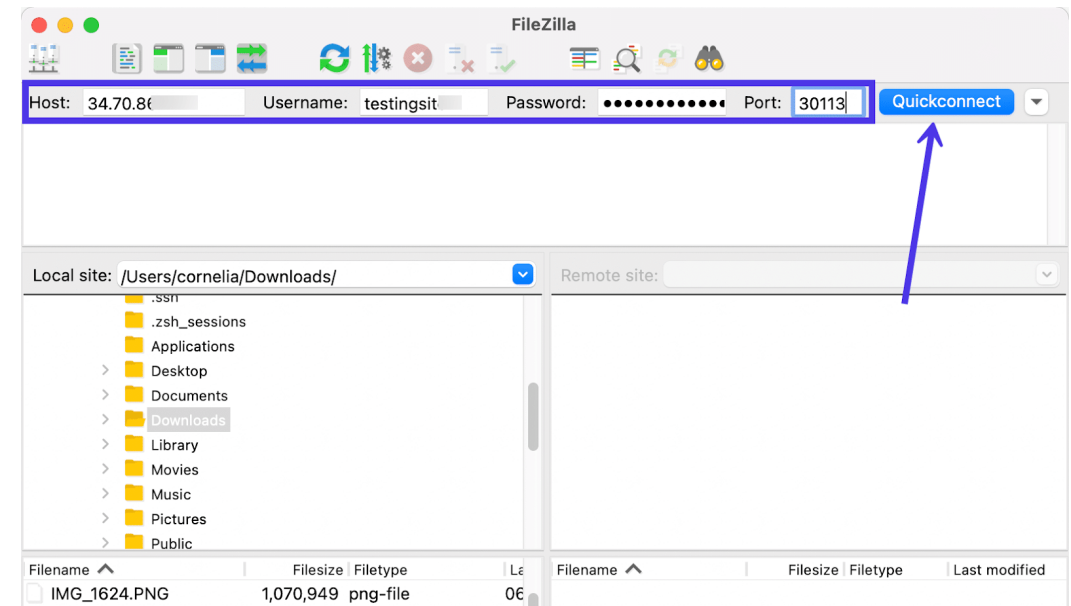 FileZilla
Host: 34.70.8 Username: testingsit Password: ●●●●●●●●●●●● Port: 30113 Quickconnect
Local site: /Users/cornelia/Downloads/ Remote site:
.ssh
.zsh_sessions
Applications
Desktop
Documents
Downloads
Library
Movies
Music
Pictures
Public
Filename Filesize Filetype La Filename Filesize Filetype Last modified
IMG_1624.PNG 1,070,949 png-file 06